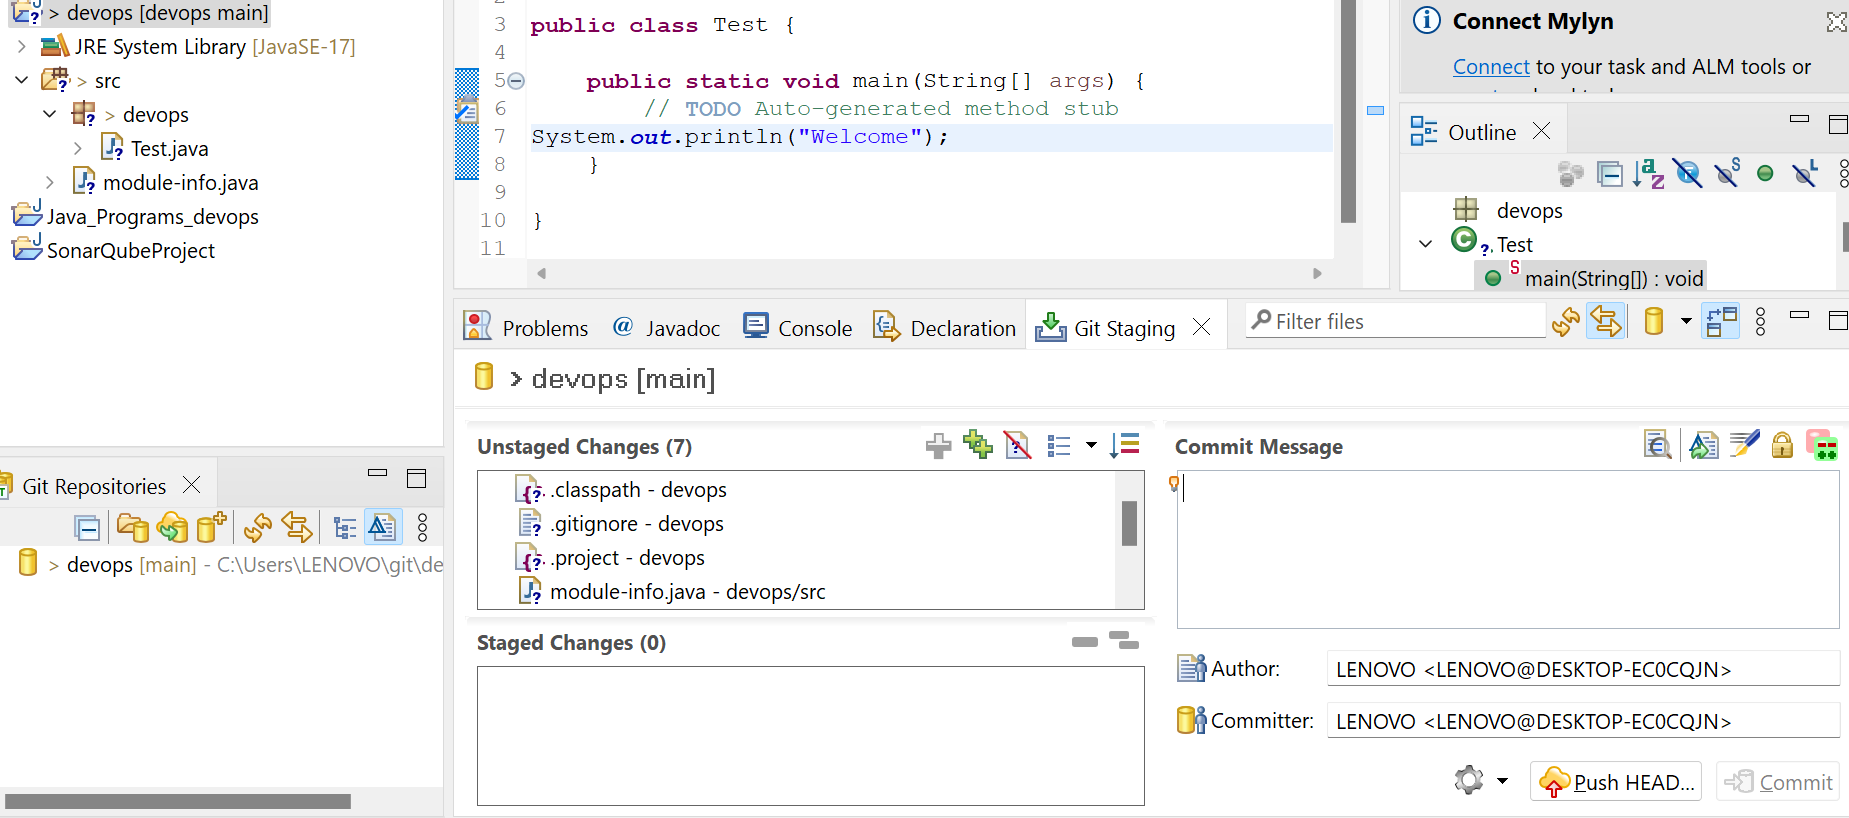 > devops [devops main]
JRE System Library [JavaSE-17]
> src
> devops
Test.java
module-info.java
Java_Programs_devops
SonarQubeProject
3 public class Test {
4
5 public static void main(String[] args) {
6 // TODO Auto-generated method stub
7 System.out.println("Welcome");
8 }
9
10 }
11
Connect Mylyn
Connect to your task and ALM tools or
Outline
devops
Test
main(String[]) : void
Problems @ Javadoc Console Declaration Git Staging Filter files
> devops [main]
Unstaged Changes (7)
.classpath - devops
.gitignore - devops
.project - devops
module-info.java - devops/src
Staged Changes (0)
Commit Message
Author: LENOVO <LENOVO@DESKTOP-EC0CQJN>
Committer: LENOVO <LENOVO@DESKTOP-EC0CQJN>
Push HEAD... Commit
Git Repositories
> devops [main] - C:\Users\LENOVO\git\de